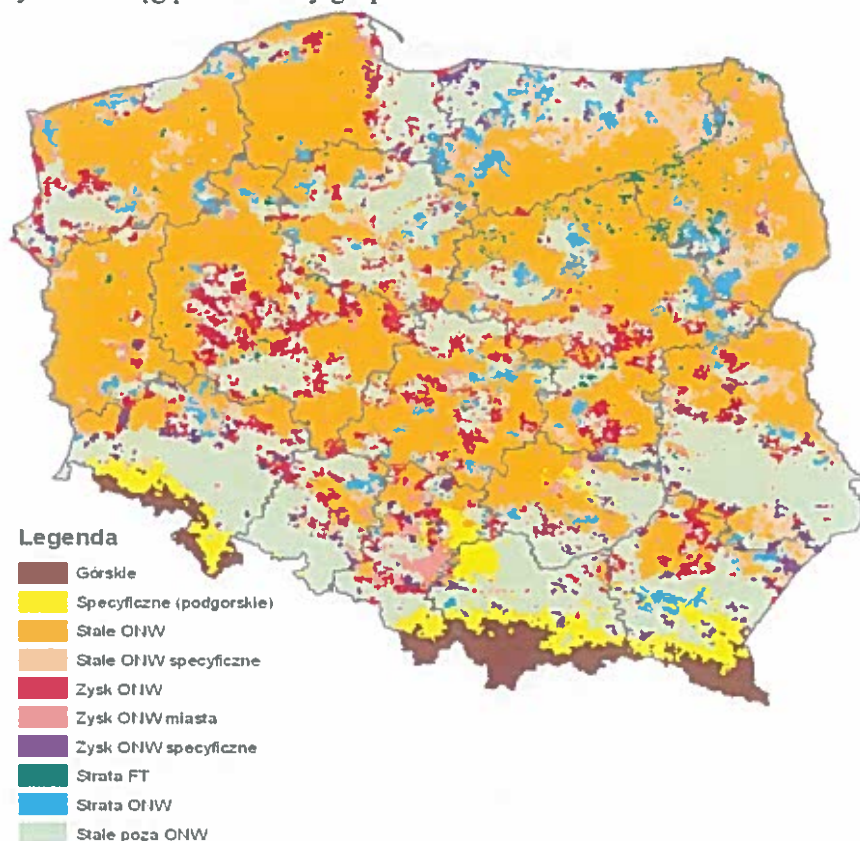 Legenda
Górskie
Specyficzne (podgorskie)
Stałe ONW
Stałe ONW specyficzne
Zysk ONW
Zysk ONW miasta
Zysk ONW specyficzne
Strata FT
Strata ONW
Stałe poza ONW